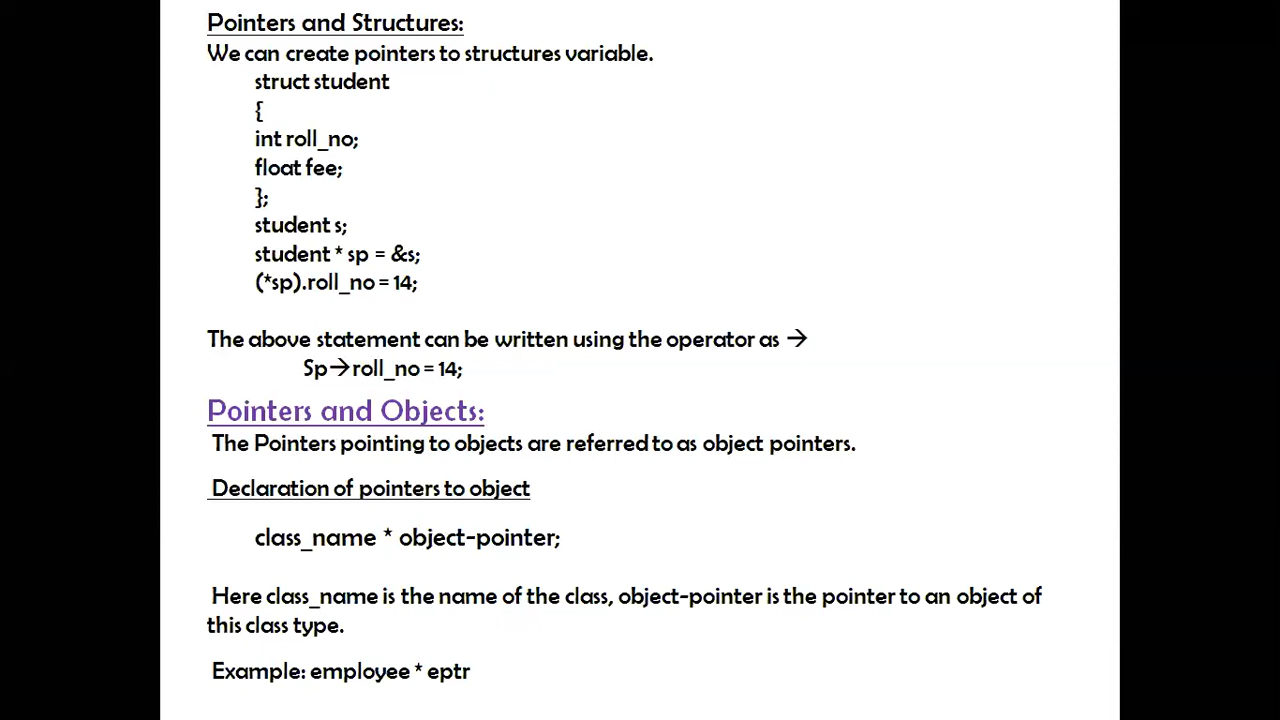 Pointers and Structures:
We can create pointers to structures variable.
struct student
{
int roll_no;
float fee;
};
student s;
student * sp = &s;
(*sp).roll_no = 14;
The above statement can be written using the operator as →
Sp→roll_no = 14;
Pointers and Objects:
The Pointers pointing to objects are referred to as object pointers.
Declaration of pointers to object
class_name * object-pointer;
Here class_name is the name of the class, object-pointer is the pointer to an object of
this class type.
Example: employee * eptr